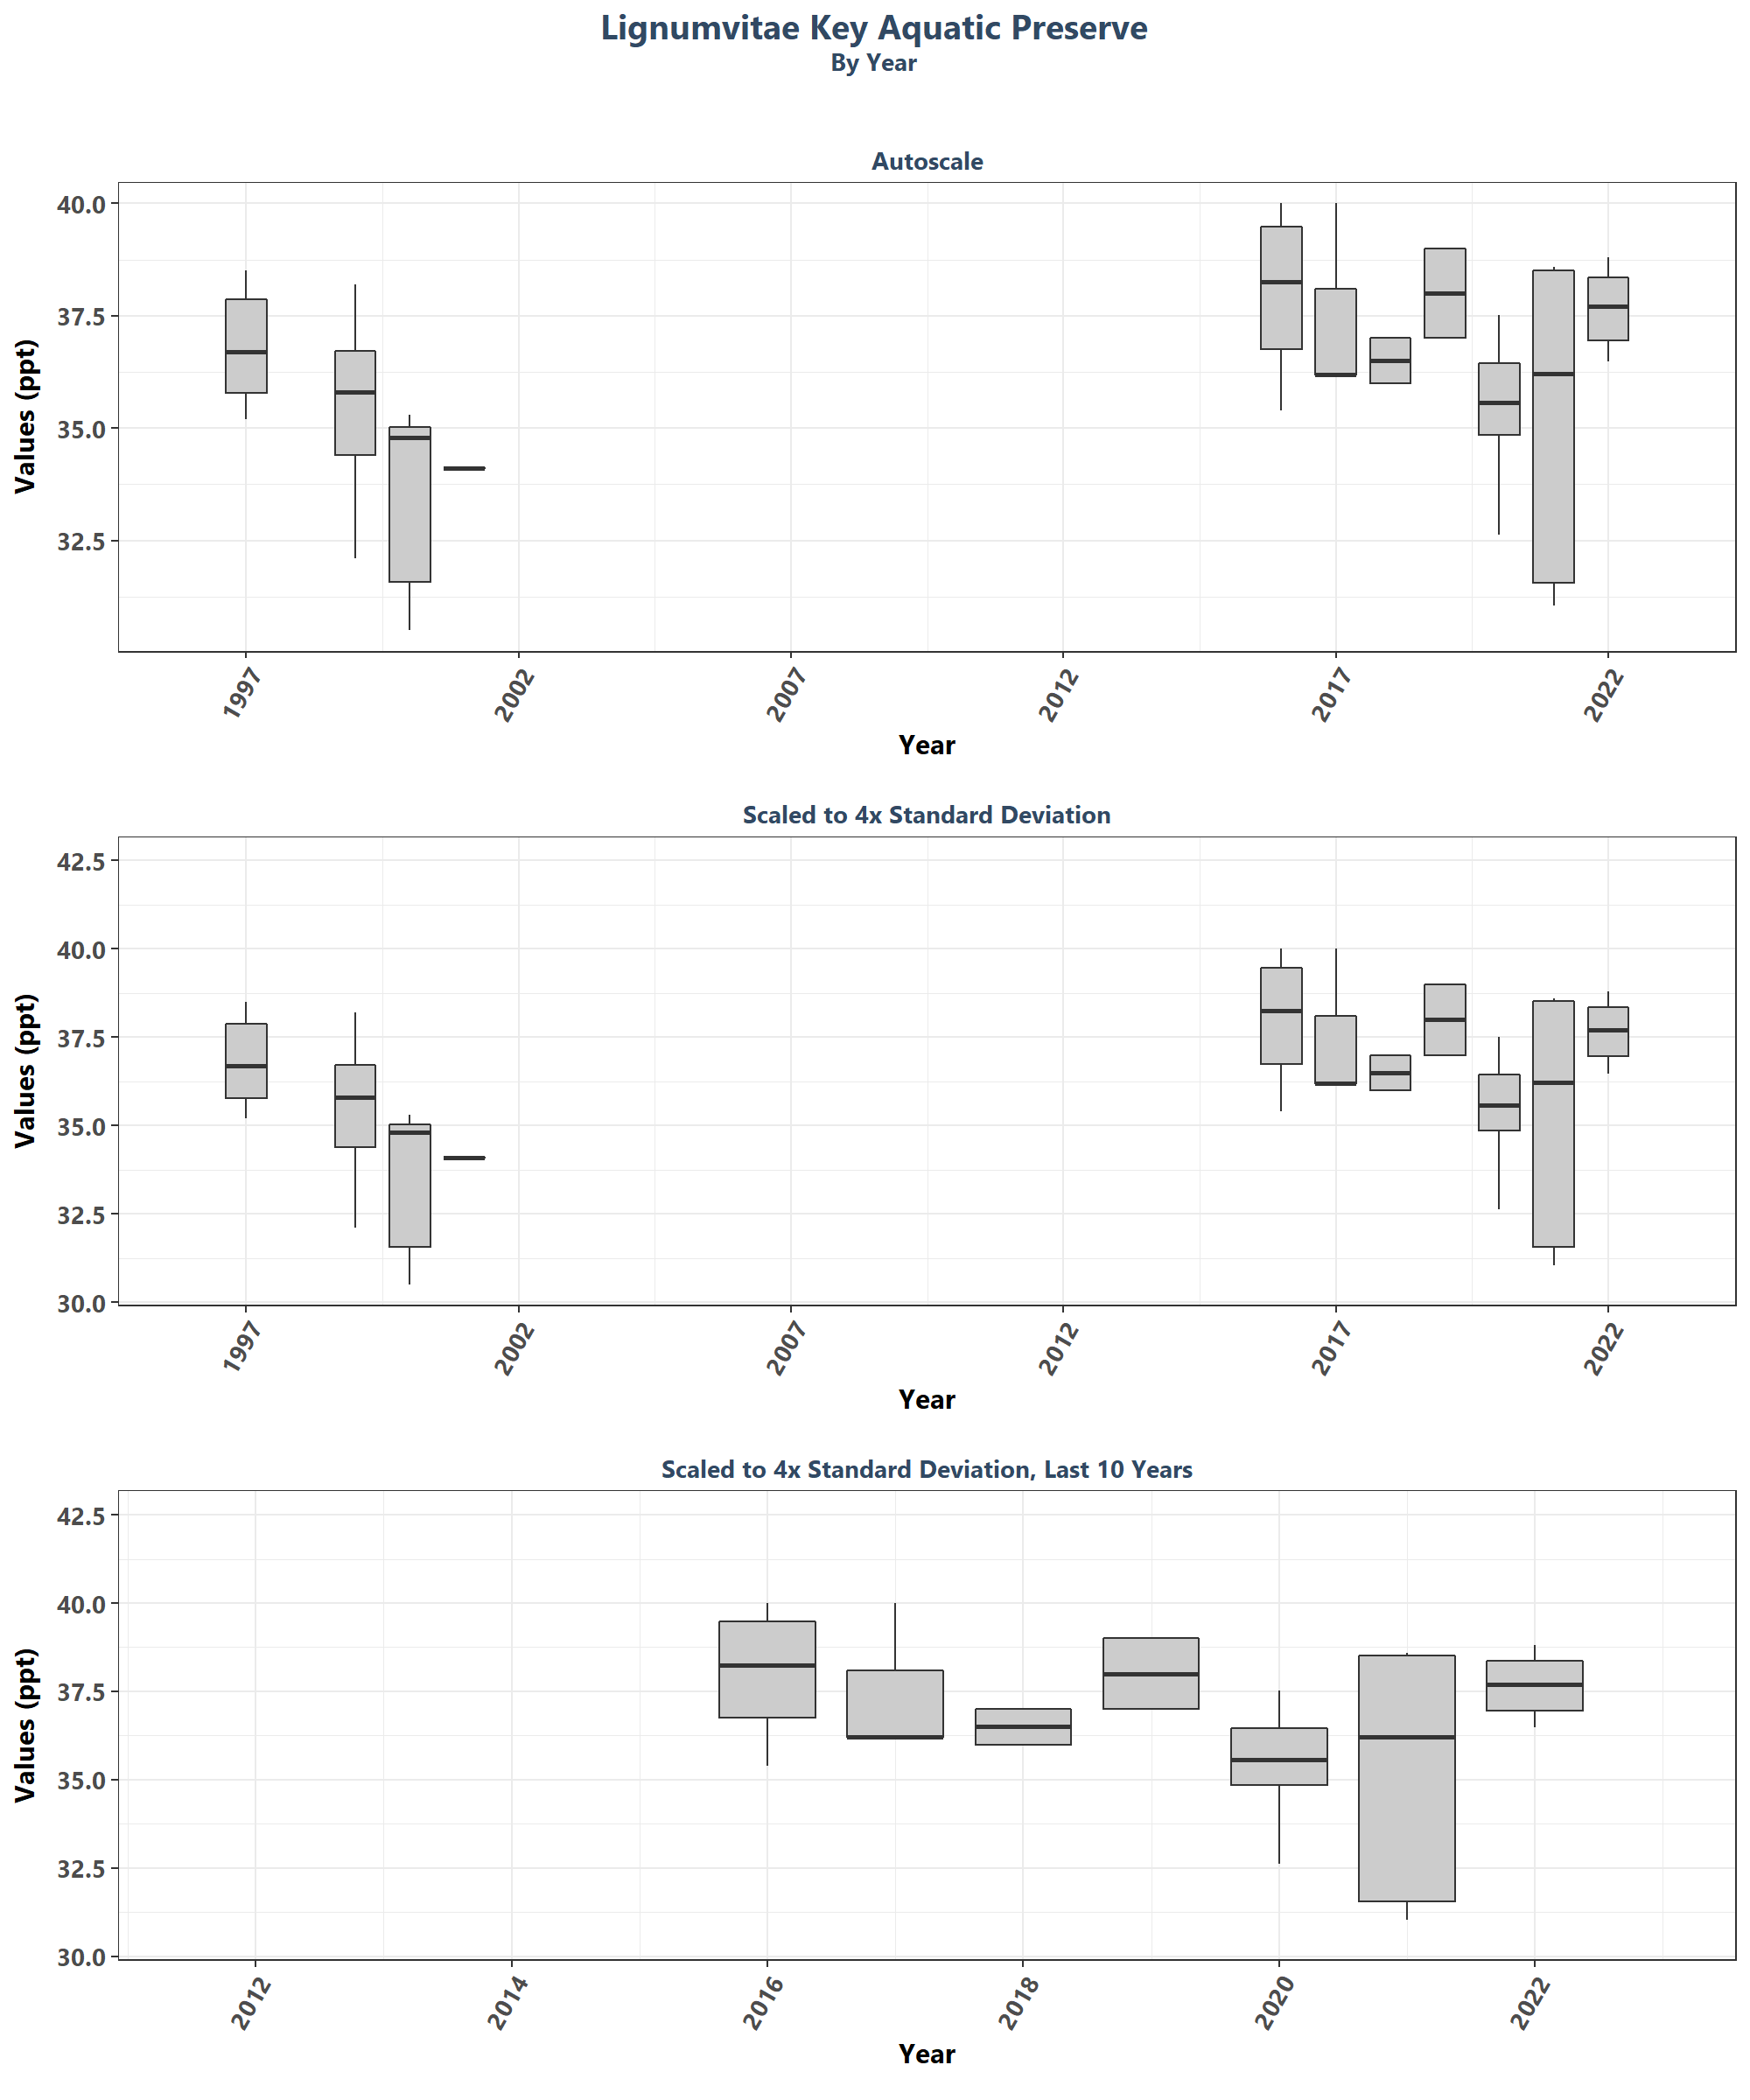 Lignumvitae Key Aquatic Preserve
By Year
Autoscale
40.0
37.5
35.0
32.5
Values (ppt)
1997 2002 2007 2012 2017 2022
Year
Scaled to 4x Standard Deviation
42.5
40.0
37.5
35.0
32.5
30.0
Values (ppt)
1997 2002 2007 2012 2017 2022
Year
Scaled to 4x Standard Deviation, Last 10 Years
42.5
40.0
37.5
35.0
32.5
30.0
Values (ppt)
2012 2014 2016 2018 2020 2022
Year